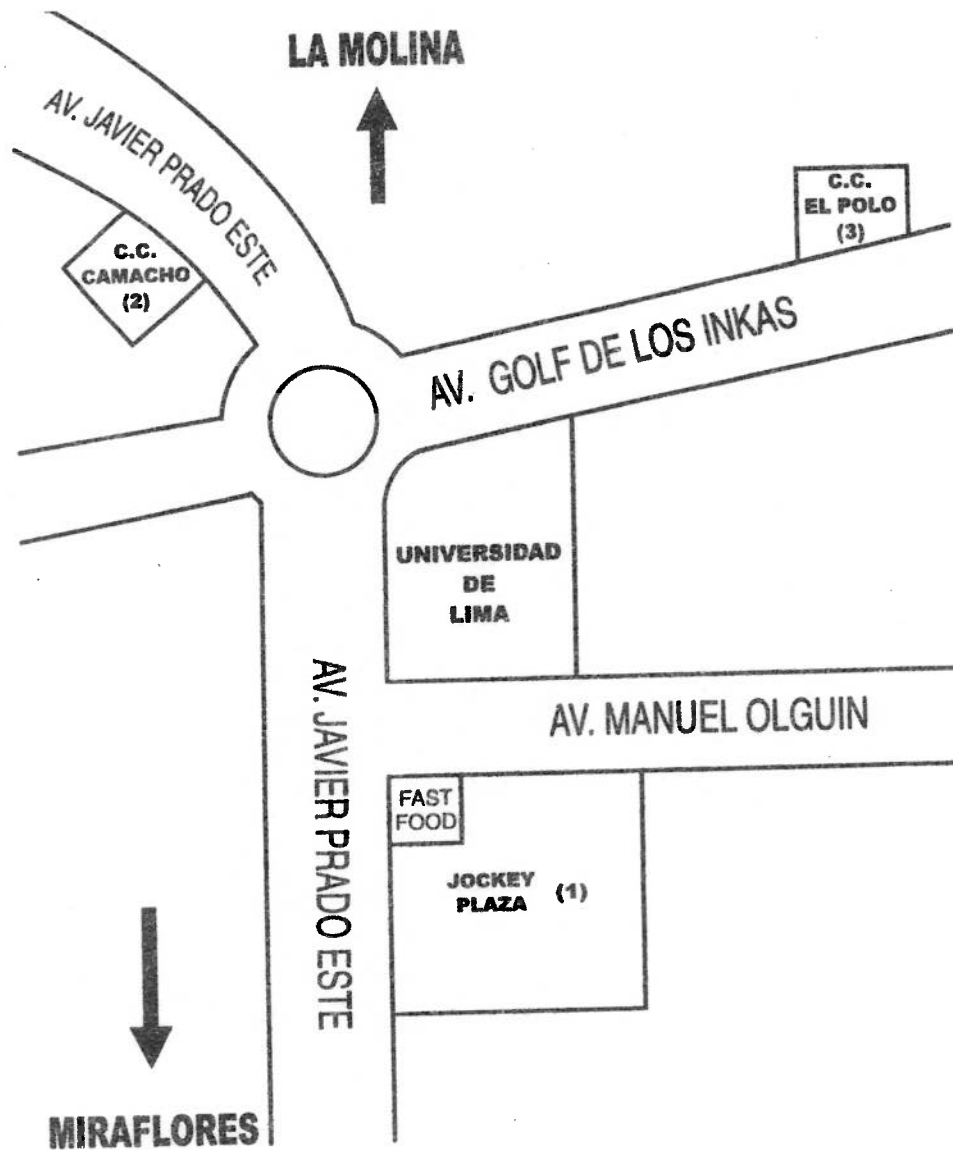 LA MOLINA
AV. JAVIER PRADO ESTE
C.C.
EL POLO
(3)
C.C.
CAMACHO
(2)
AV. GOLF DE LOS INKAS
UNIVERSIDAD
DE
LIMA
AV. MANUEL OLGUIN
AV. JAVIER PRADO ESTE
FAST
FOOD
JOCKEY
PLAZA (1)
MIRAFLORES